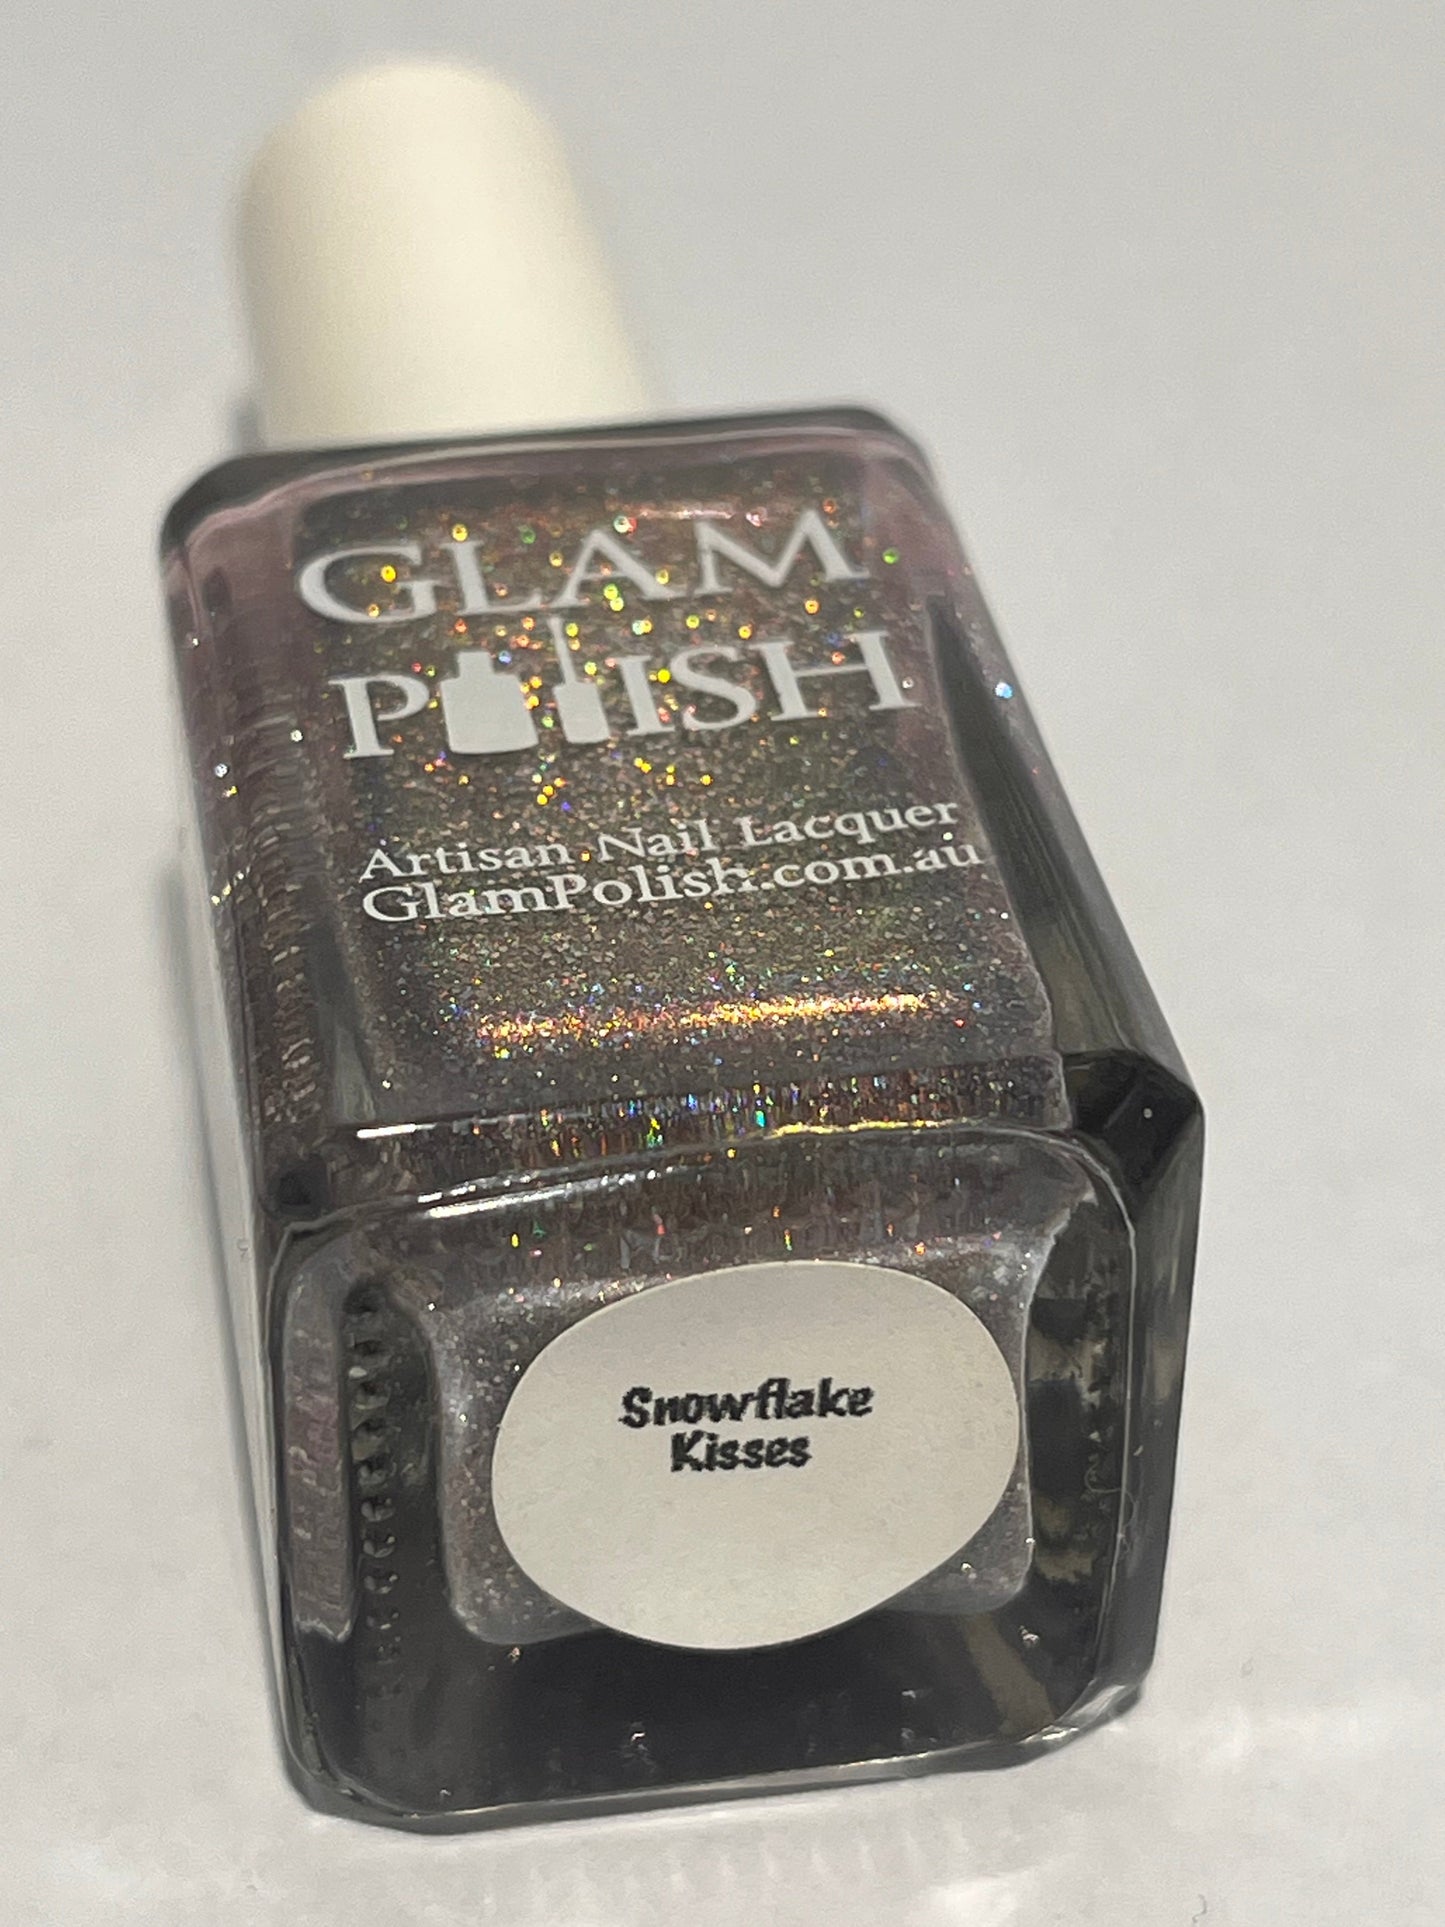 GLAM
POLISH
Artisan Nail Lacquer
GlamPolish.com.au
Snowflake
Kisses